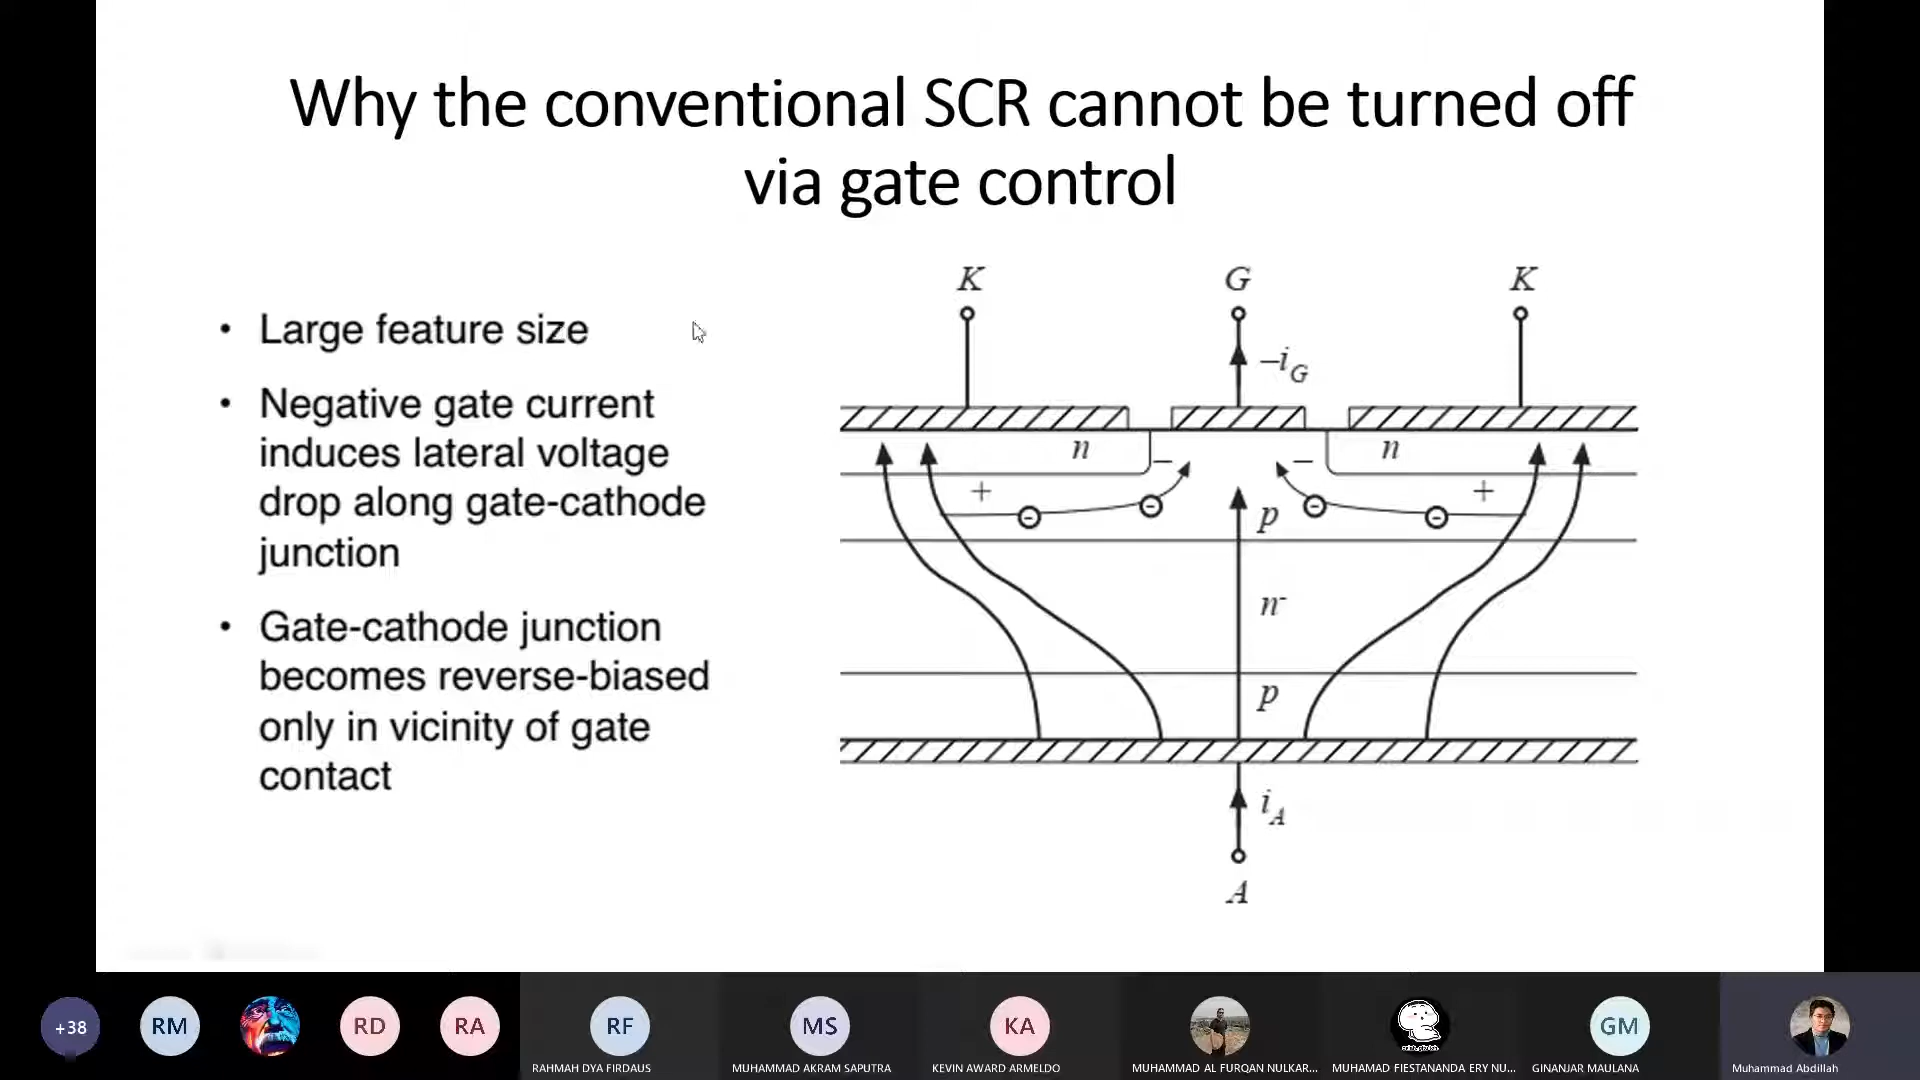 Why the conventional SCR cannot be turned off
via gate control
• Large feature size
• Negative gate current
induces lateral voltage
drop along gate-cathode
junction
• Gate-cathode junction
becomes reverse-biased
only in vicinity of gate
contact
K G K
–iG
n n
– –
+ +
p
n-
p
iA
A
+38 RM RD RA RF MS KA GM
RAHMAH DYA FIRDAUS MUHAMMAD AKRAM SAPUTRA KEVIN AWARD ARMELDO MUHAMMAD AL FURQAN NULKAR... MUHAMAD FIESTANANDA ERY NU... GINANJAR MAULANA Muhammad Abdillah